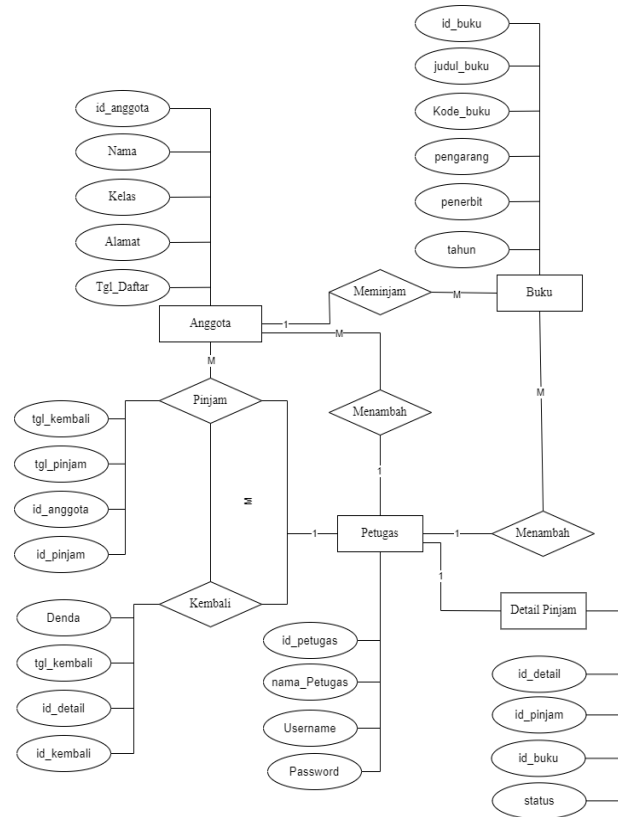 id_buku
judul_buku
Kode_buku
pengarang
penerbit
tahun
id_anggota
Nama
Kelas
Alamat
Tgl_Daftar
Anggota
1
Meminjam
M
Buku
M
M
Pinjam
Menambah
M
tgl_kembali
tgl_pinjam
id_anggota
id_pinjam
M
1
1
Petugas
1
Menambah
1
Kembali
Detail Pinjam
Denda
tgl_kembali
id_detail
id_kembali
id_petugas
nama_Petugas
Username
Password
id_detail
id_pinjam
id_buku
status